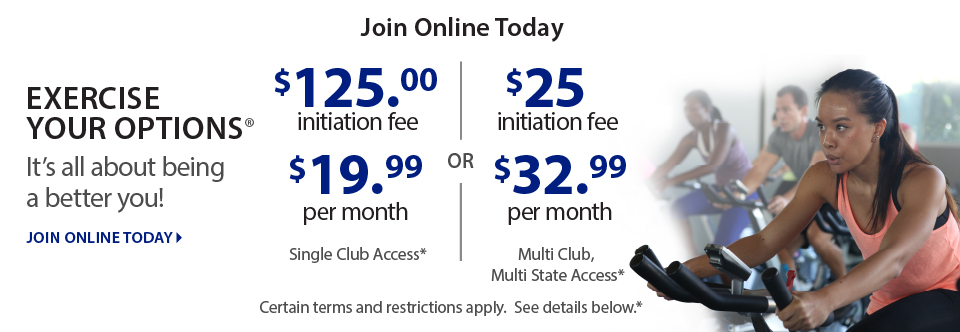 Join Online Today
EXERCISE
YOUR OPTIONS®
It's all about being
a better you!
JOIN ONLINE TODAY
$125.00
initiation fee
$19.99
per month
Single Club Access*
OR
$25
initiation fee
$32.99
per month
Multi Club,
Multi State Access*
Certain terms and restrictions apply. See details below.*